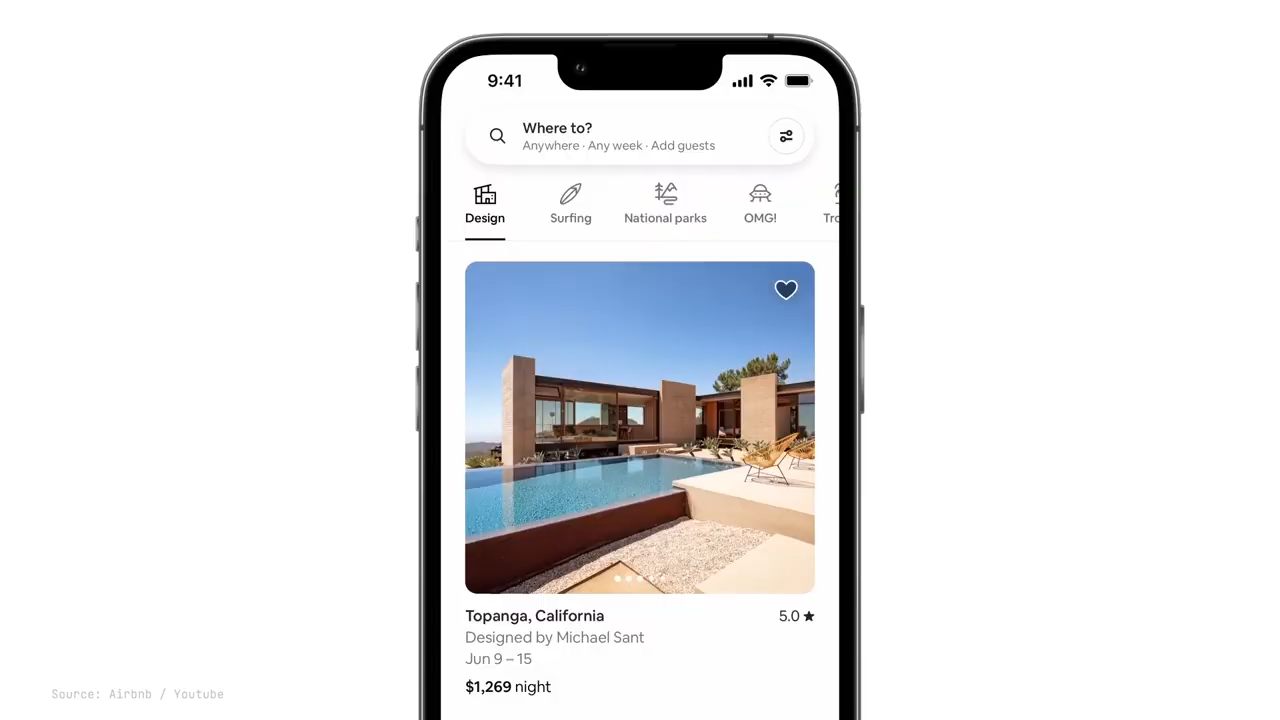 9:41
Where to?
Anywhere · Any week · Add guests
Design
Surfing
National parks
OMG!
Topanga, California
5.0 ★
Designed by Michael Sant
Jun 9 – 15
$1,269 night
Source: Airbnb / Youtube